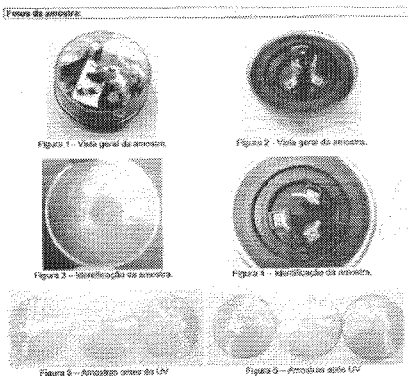 Fotos da amostra:
Figura 1 - Vista geral da amostra.
Figura 2 - Vista geral da amostra.
Figura 3 – Identificação da amostra.
Figura 4 – Identificação da amostra.
Figura 5 – Amostras antes do UV
Figura 5 – Amostras após UV